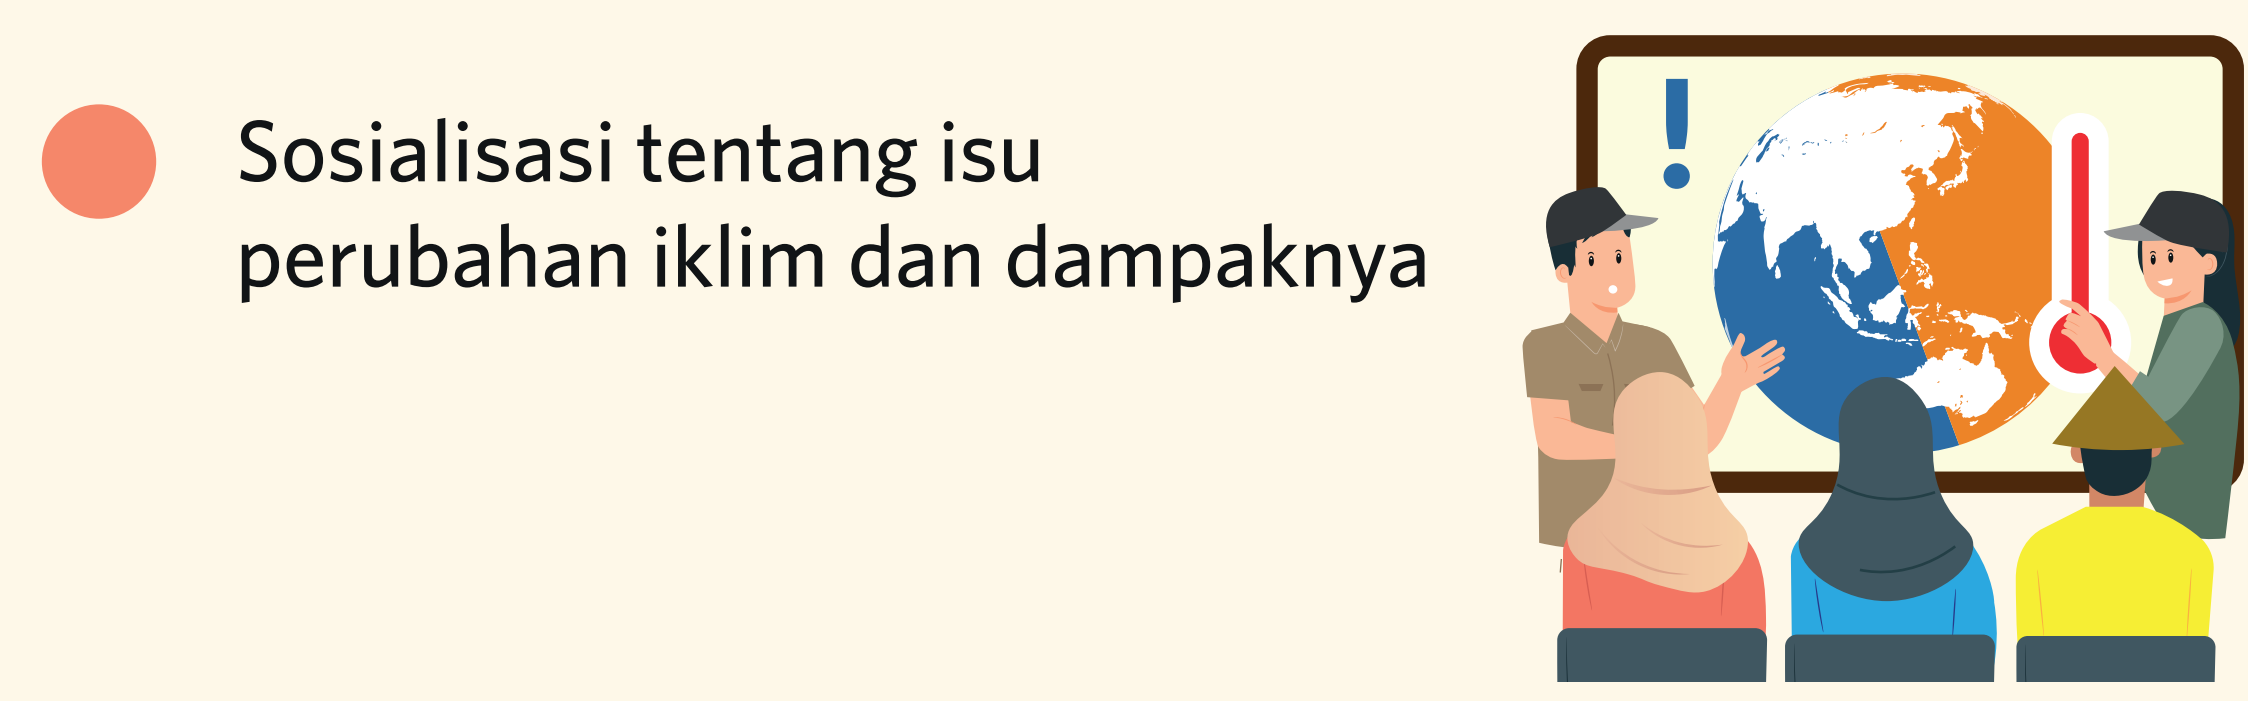 Sosialisasi tentang isu
perubahan iklim dan dampaknya
!